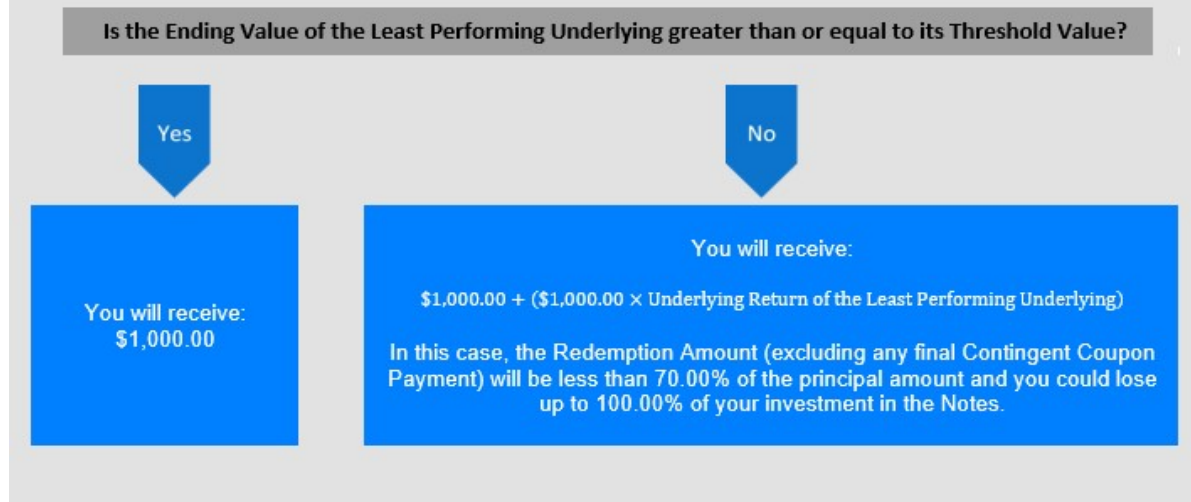 Is the Ending Value of the Least Performing Underlying greater than or equal to its Threshold Value?
Yes
No
You will receive:
$1,000.00
You will receive:
$1,000.00 + ($1,000.00 × Underlying Return of the Least Performing Underlying)
In this case, the Redemption Amount (excluding any final Contingent Coupon
Payment) will be less than 70.00% of the principal amount and you could lose
up to 100.00% of your investment in the Notes.